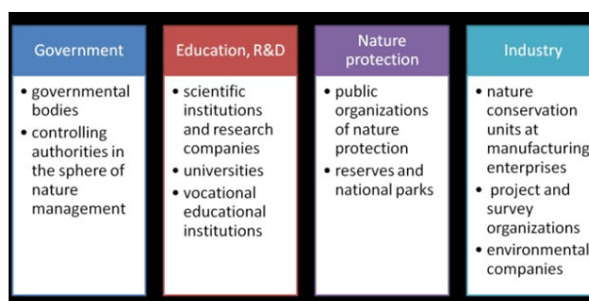 Government
• governmental
bodies
• controlling
authorities in
the sphere of
nature
management
Education, R&D
• scientific
institutions
and research
companies
• universities
• vocational
educational
institutions
Nature
protection
• public
organizations
of nature
protection
• reserves and
national parks
Industry
• nature
conservation
units at
manufacturing
enterprises
• project and
survey
organizations
• environmental
companies